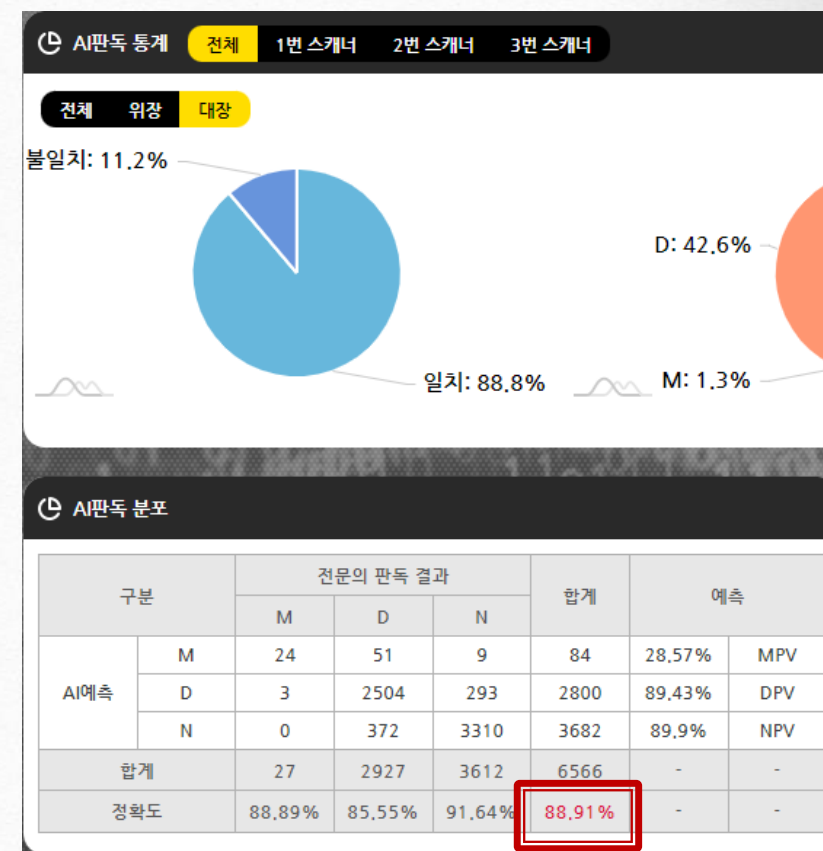 AI판독 통계 전체 1번 스캐너 2번 스캐너 3번 스캐너
전체 위장 대장
불일치: 11.2%
D: 42.6%
일치: 88.8%
M: 1.3%
AI판독 분포
구분 전문의 판독 결과 합계 예측
M D N
AI예측 M 24 51 9 84 28.57% MPV
D 3 2504 293 2800 89.43% DPV
N 0 372 3310 3682 89.9% NPV
합계 27 2927 3612 6566 - -
정확도 88.89% 85.55% 91.64% 88.91% - -